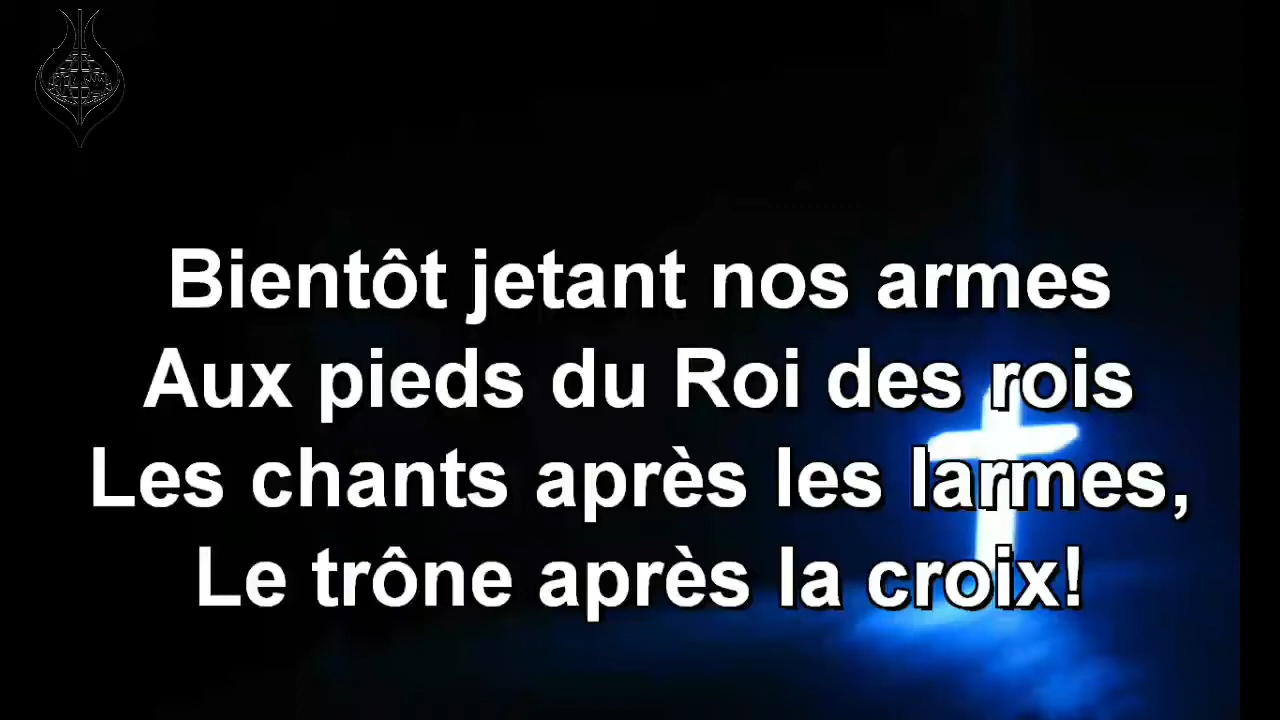 Bientôt jetant nos armes
Aux pieds du Roi des rois
Les chants après les larmes,
Le trône après la croix!